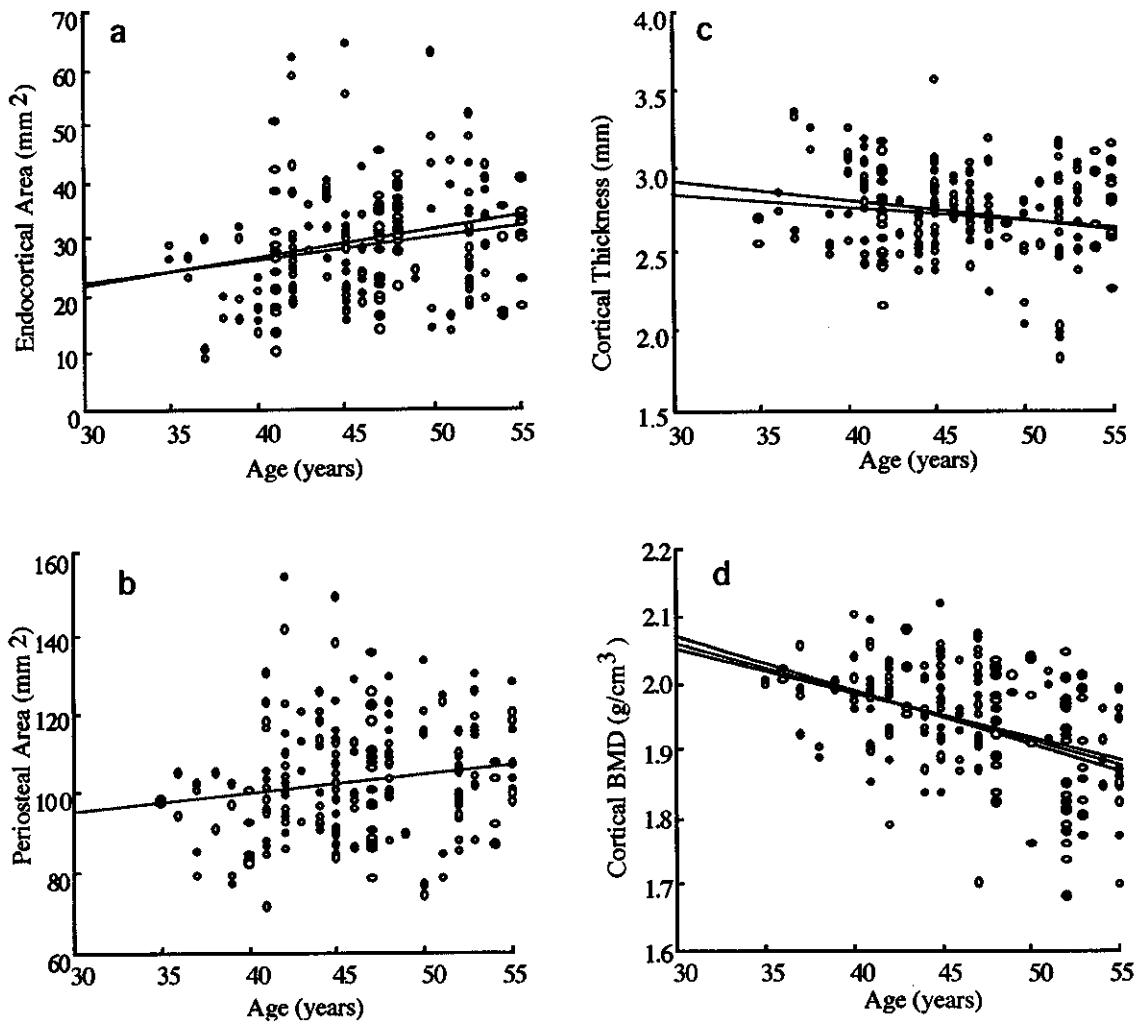 a
Endocortical Area (mm 2)
70
60
50
40
30
20
10
0
30 35 40 45 50 55
Age (years)
c
Cortical Thickness (mm)
4.0
3.5
3.0
2.5
2.0
1.5
30 35 40 45 50 55
Age (years)
b
Periosteal Area (mm 2)
160
140
120
100
80
60
30 35 40 45 50 55
Age (years)
d
Cortical BMD (g/cm³)
2.2
2.1
2.0
1.9
1.8
1.7
1.6
30 35 40 45 50 55
Age (years)